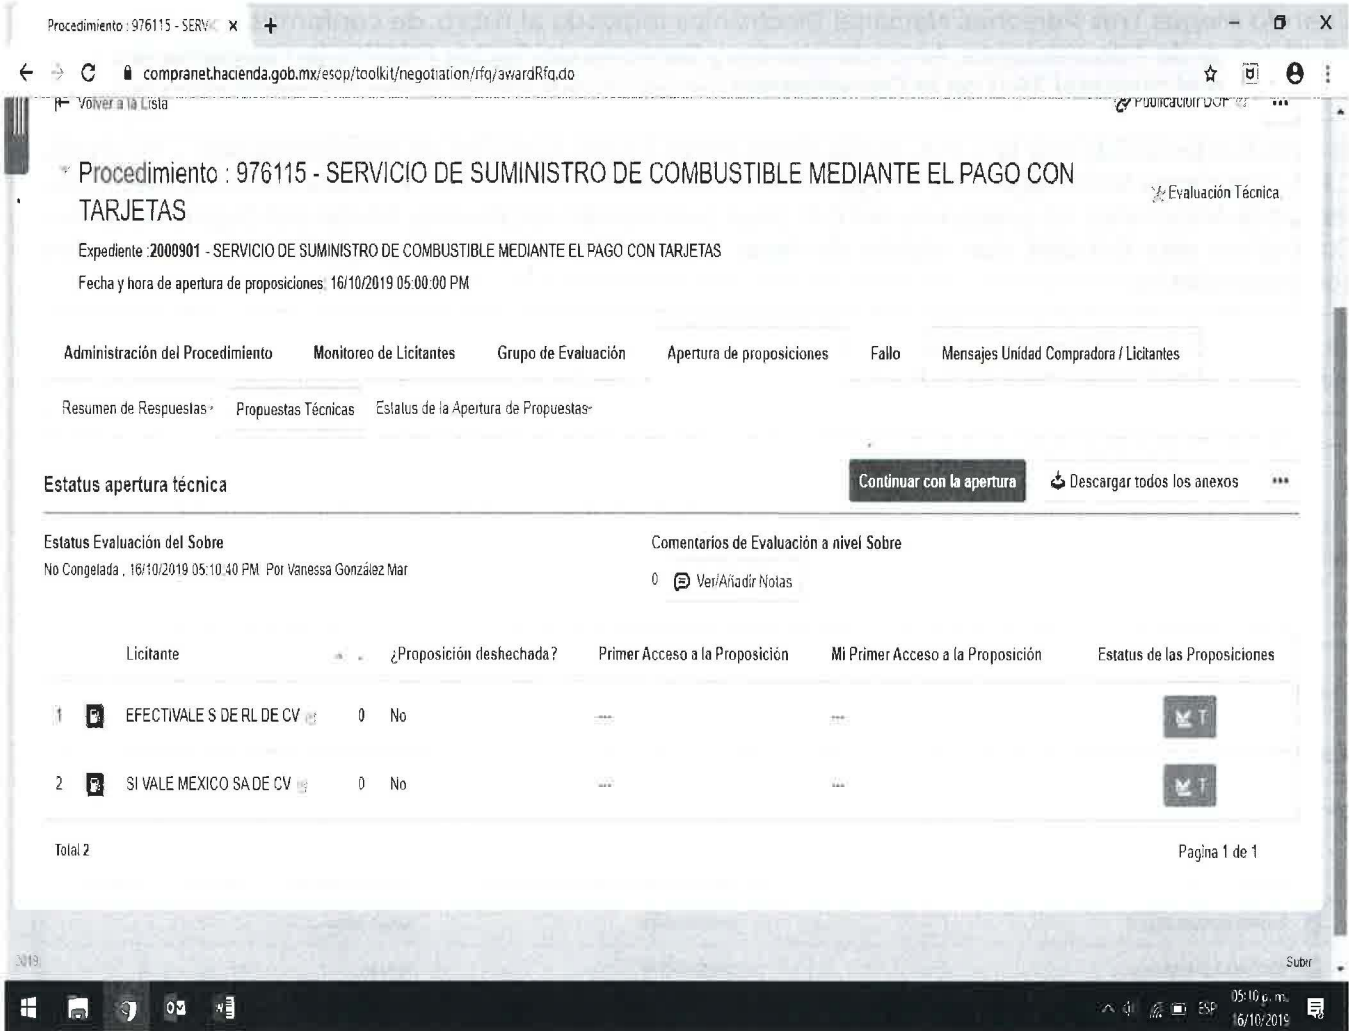 Procedimiento : 976115 - SERV x +
compranet.hacienda.gob.mx/esop/toolkit/negotiation/rfq/awardRfq.do
Volver a la Lista Publicación DOF ...
Procedimiento : 976115 - SERVICIO DE SUMINISTRO DE COMBUSTIBLE MEDIANTE EL PAGO CON
TARJETAS
Evaluación Técnica
Expediente :2000901 - SERVICIO DE SUMINISTRO DE COMBUSTIBLE MEDIANTE EL PAGO CON TARJETAS
Fecha y hora de apertura de proposiciones: 16/10/2019 05:00:00 PM
Administración del Procedimiento Monitoreo de Licitantes Grupo de Evaluación Apertura de proposiciones Fallo Mensajes Unidad Compradora / Licitantes
Resumen de Respuestas Propuestas Técnicas Estatus de la Apertura de Propuestas
Estatus apertura técnica Continuar con la apertura Descargar todos los anexos ...
Estatus Evaluación del Sobre Comentarios de Evaluación a nivel Sobre
No Congelada , 16/10/2019 05:10:40 PM Por Vanessa González Mar
0 Ver/Añadir Notas
Licitante ¿Proposición deshechada? Primer Acceso a la Proposición Mi Primer Acceso a la Proposición Estatus de las Proposiciones
1 EFECTIVALE S DE RL DE CV 0 No --- --- T
2 SI VALE MEXICO SA DE CV 0 No --- --- T
Total 2 Pagina 1 de 1
2019 Subir
ESP 05:10 p. m.
16/10/2019